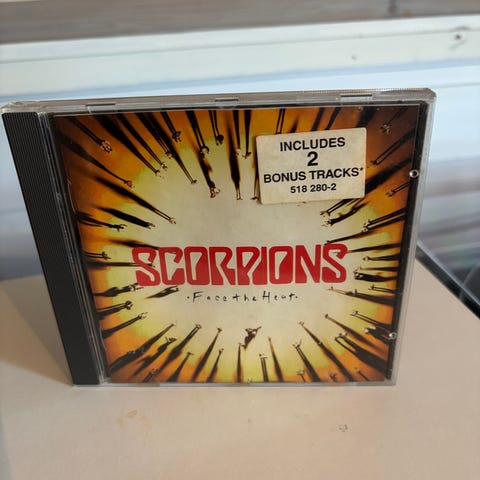 INCLUDES
2
BONUS TRACKS*
518 280-2
SCORPIONS
·Face the Heat·